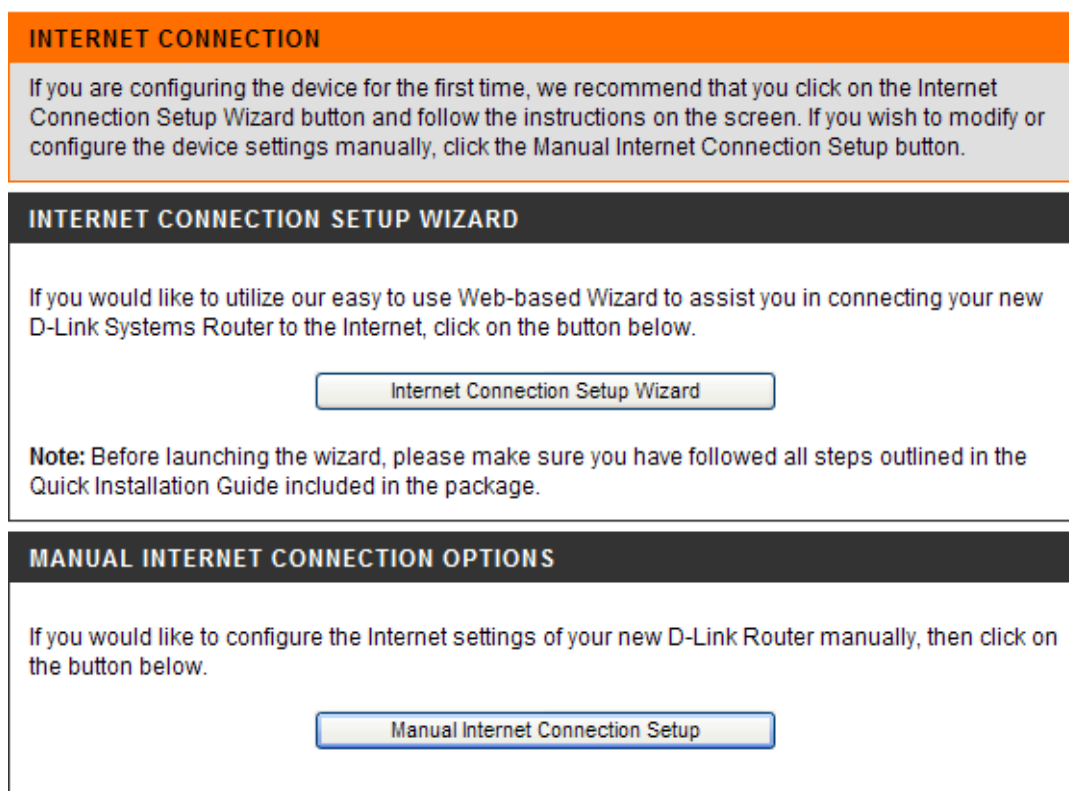 INTERNET CONNECTION
If you are configuring the device for the first time, we recommend that you click on the Internet
Connection Setup Wizard button and follow the instructions on the screen. If you wish to modify or
configure the device settings manually, click the Manual Internet Connection Setup button.
INTERNET CONNECTION SETUP WIZARD
If you would like to utilize our easy to use Web-based Wizard to assist you in connecting your new
D-Link Systems Router to the Internet, click on the button below.
Internet Connection Setup Wizard
Note: Before launching the wizard, please make sure you have followed all steps outlined in the
Quick Installation Guide included in the package.
MANUAL INTERNET CONNECTION OPTIONS
If you would like to configure the Internet settings of your new D-Link Router manually, then click on
the button below.
Manual Internet Connection Setup